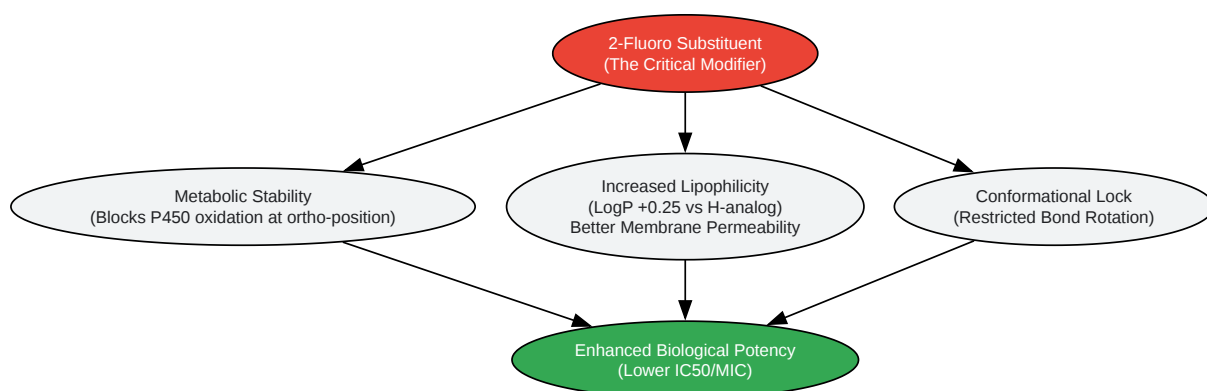 2-Fluoro Substituent
(The Critical Modifier)
Metabolic Stability
(Blocks P450 oxidation at ortho-position)
Increased Lipophilicity
(LogP +0.25 vs H-analog)
Better Membrane Permeability
Conformational Lock
(Restricted Bond Rotation)
Enhanced Biological Potency
(Lower IC50/MIC)